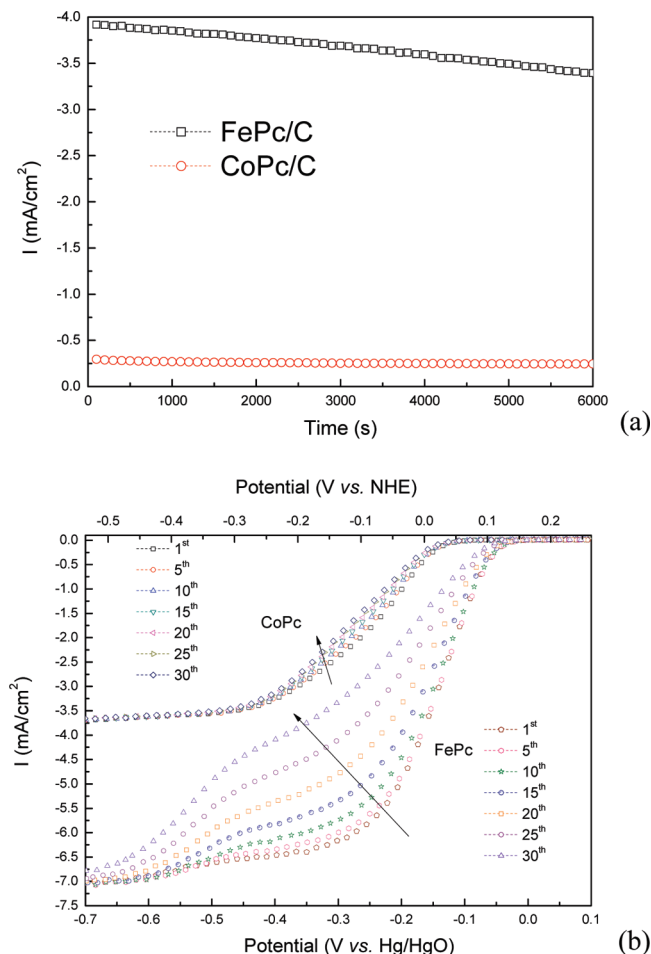 -4.0
-3.5
-3.0
-2.5
-2.0
-1.5
-1.0
-0.5
0.0
I (mA/cm²)
FePc/C
CoPc/C
0 1000 2000 3000 4000 5000 6000
Time (s)
(a)
Potential (V vs. NHE)
-0.5 -0.4 -0.3 -0.2 -0.1 0.0 0.1 0.2
0.0
-0.5
-1.0
-1.5
-2.0
-2.5
-3.0
-3.5
-4.0
-4.5
-5.0
-5.5
-6.0
-6.5
-7.0
-7.5
I (mA/cm²)
1st
5th
10th
15th
20th
25th
30th
CoPc
FePc
1st
5th
10th
15th
20th
25th
30th
-0.7 -0.6 -0.5 -0.4 -0.3 -0.2 -0.1 0.0 0.1
Potential (V vs. Hg/HgO)
(b)